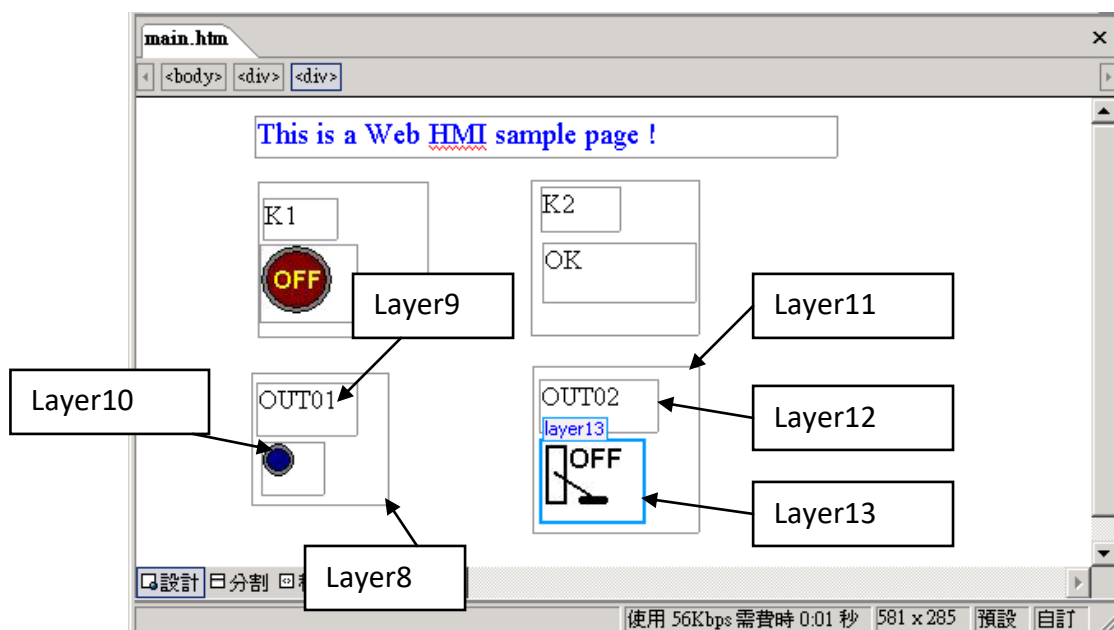 main.htm
<body> <div> <div>
This is a Web HMI sample page !
K1
K2
OFF
OK
Layer9
Layer11
Layer10
OUT01
OUT02
Layer12
layer13
OFF
Layer13
Layer8
設計 分割
使用 56Kbps 需費時 0:01 秒 581 x 285 預設 自訂